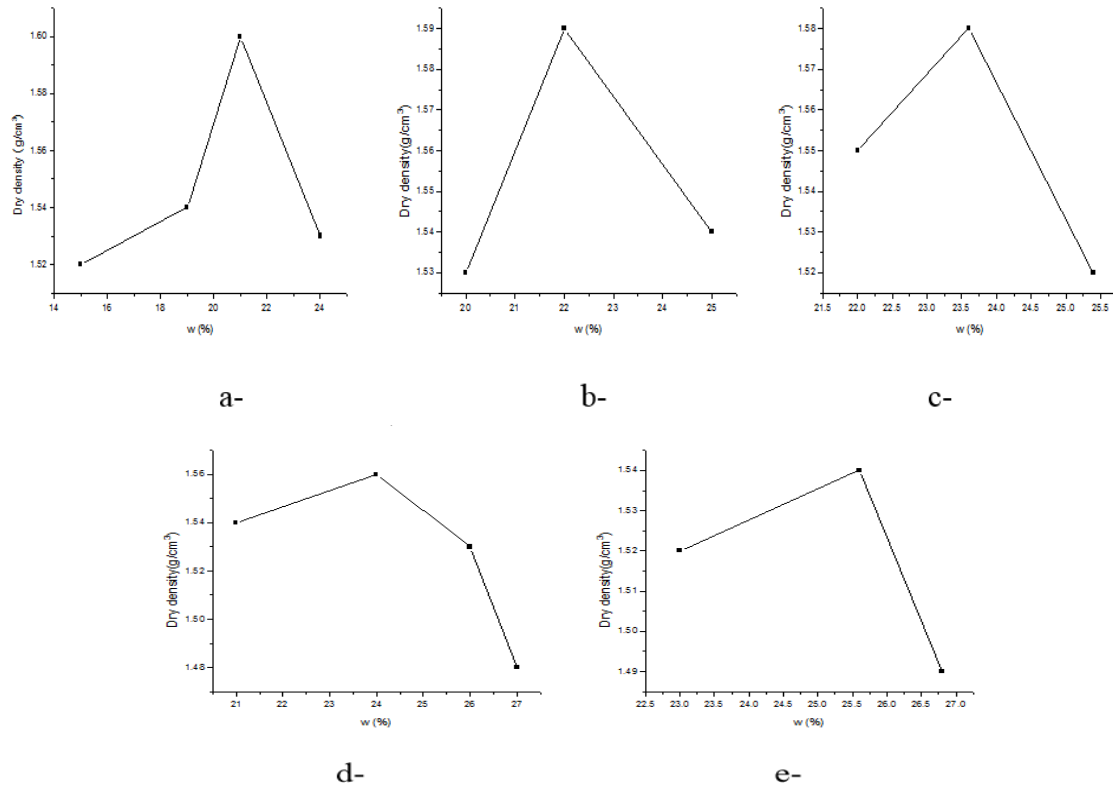 Dry density ( g/cm³)
1.60
1.58
1.56
1.54
1.52
14 16 18 20 22 24
w (%)
a-
Dry density(g/cm³)
1.59
1.58
1.57
1.56
1.55
1.54
1.53
20 21 22 23 24 25
w (%)
b-
Dry density(g/cm³)
1.58
1.57
1.56
1.55
1.54
1.53
1.52
21.5 22.0 22.5 23.0 23.5 24.0 24.5 25.0 25.5
w (%)
c-
Dry density(g/cm³)
1.56
1.54
1.52
1.50
1.48
21 22 23 24 25 26 27
w (%)
d-
Dry density(g/cm³)
1.54
1.53
1.52
1.51
1.50
1.49
22.5 23.0 23.5 24.0 24.5 25.0 25.5 26.0 26.5 27.0
w (%)
e-